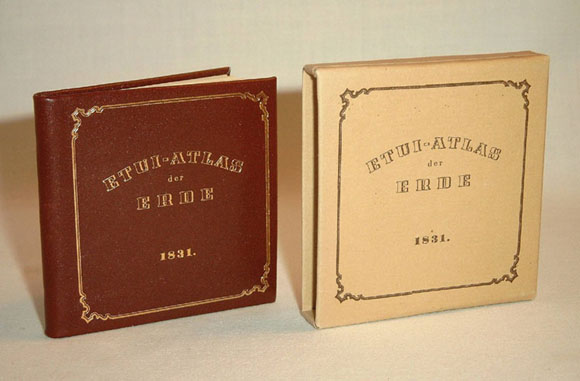 ETUI-ATLAS
der
ERDE
1831.
ETUI-ATLAS
der
ERDE
1831.